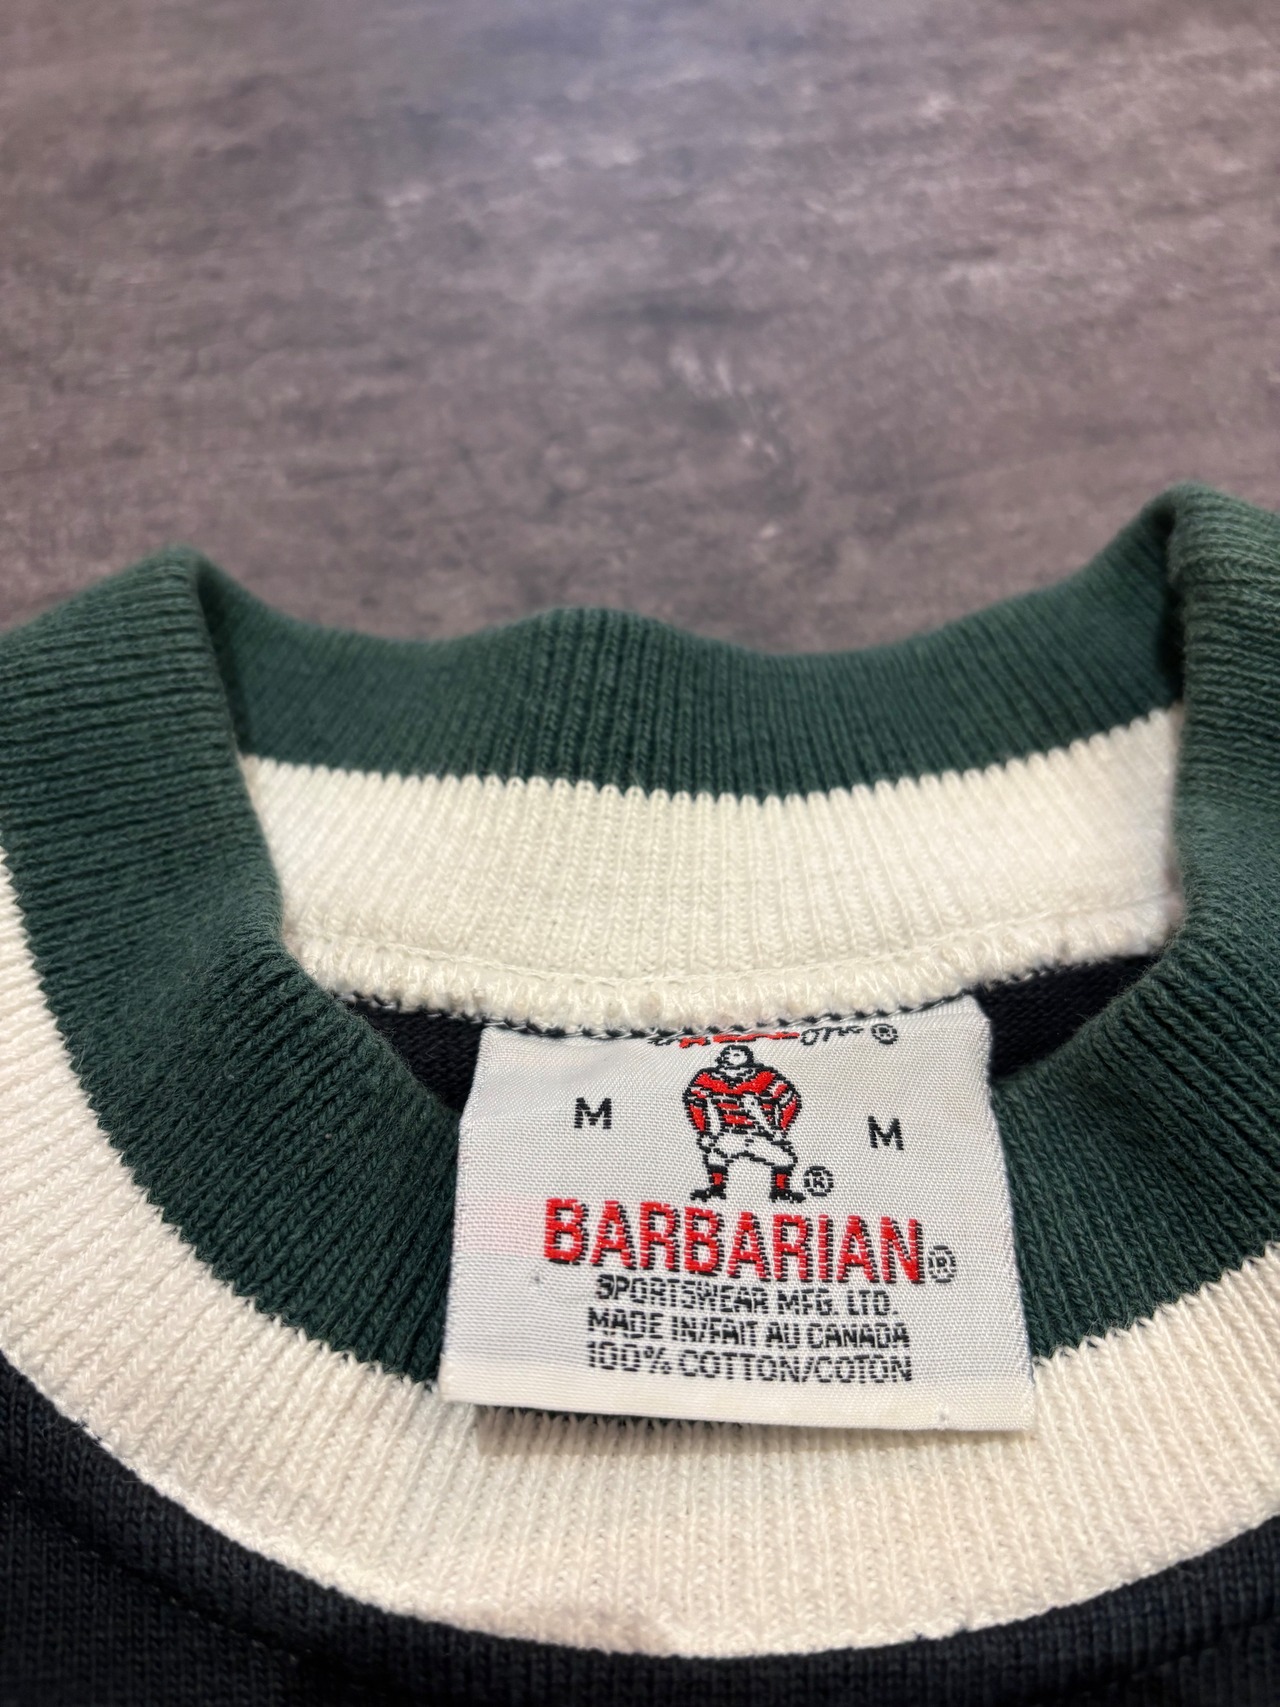 ®
M
M
®
BARBARIAN®
SPORTSWEAR MFG. LTD.
MADE IN/FAIT AU CANADA
100% COTTON/COTON